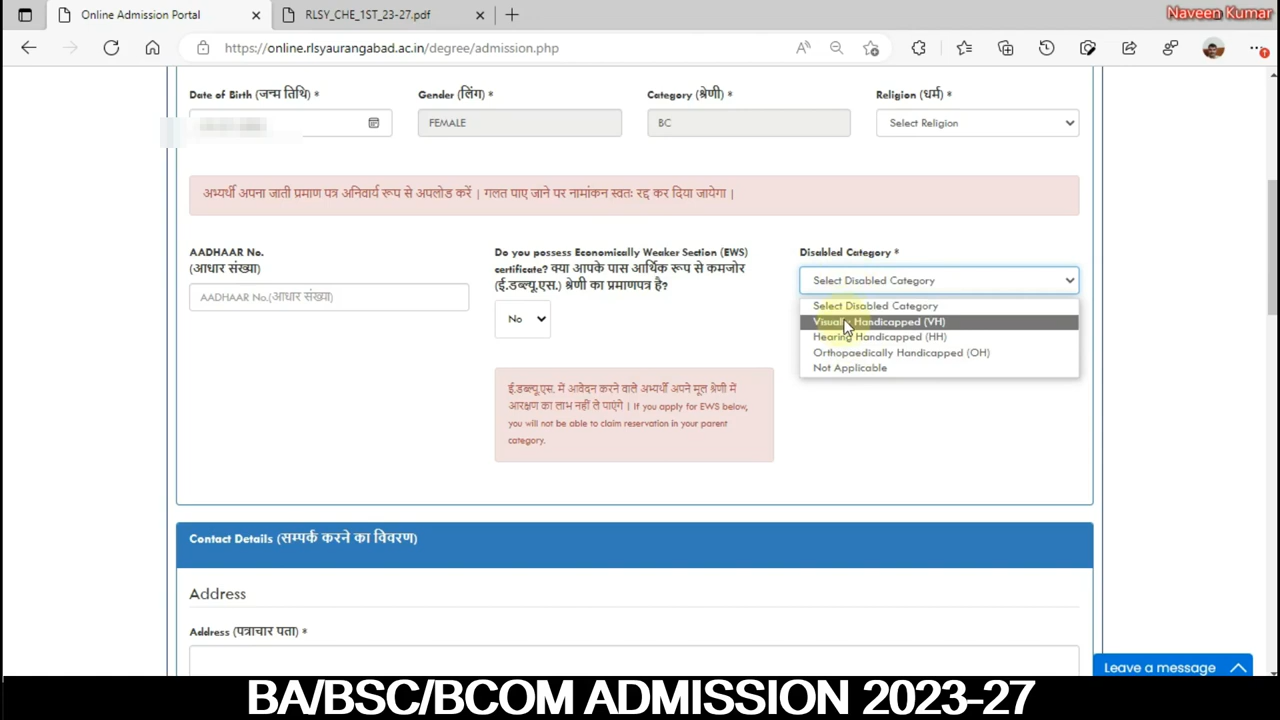 Online Admission Portal
RLSY_CHE_1ST_23-27.pdf
Naveen Kumar
https://online.rlsyaurangabad.ac.in/degree/admission.php
Date of Birth (जन्म तिथि) *
Gender (लिंग) *
Category (श्रेणी) *
Religion (धर्म) *
FEMALE
BC
Select Religion
अभ्यर्थी अपना जाती प्रमाण पत्र अनिवार्य रूप से अपलोड करें | गलत पाए जाने पर नामांकन स्वतः रद्द कर दिया जायेगा |
AADHAAR No.
(आधार संख्या)
AADHAAR No.(आधार संख्या)
Do you possess Economically Weaker Section (EWS)
certificate? क्या आपके पास आर्थिक रूप से कमजोर
(ई.डब्ल्यू.एस.) श्रेणी का प्रमाणपत्र है?
No
ई.डब्ल्यू.एस. में आवेदन करने वाले अभ्यर्थी अपने मूल श्रेणी में
आरक्षण का लाभ नहीं ले पाएंगे | If you apply for EWS below,
you will not be able to claim reservation in your parent
category.
Disabled Category *
Select Disabled Category
Select Disabled Category
Visually Handicapped (VH)
Hearing Handicapped (HH)
Orthopaedically Handicapped (OH)
Not Applicable
Contact Details (सम्पर्क करने का विवरण)
Address
Address (पत्राचार पता) *
Leave a message
BA/BSC/BCOM ADMISSION 2023-27